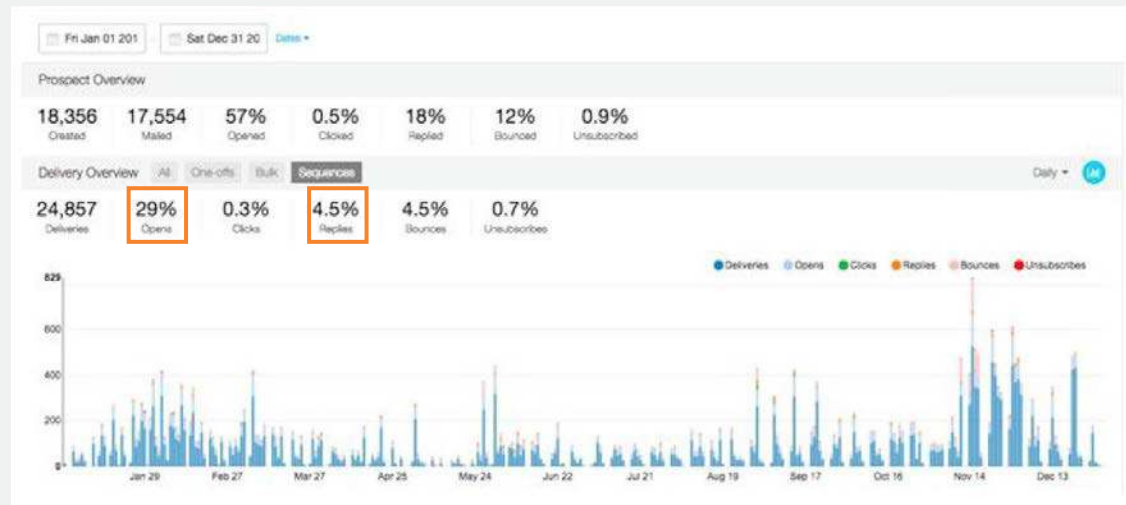 Fri Jan 01 201 Sat Dec 31 20 Dates
Prospect Overview
18,356 17,554 57% 0.5% 18% 12% 0.9%
Created Mailed Opened Clicked Replied Bounced Unsubscribed
Delivery Overview All One-offs Bulk Sequences Daily
24,857 29% 0.3% 4.5% 4.5% 0.7%
Deliveries Opens Clicks Replies Bounces Unsubscribes
Deliveries Opens Clicks Replies Bounces Unsubscribes
829
600
400
200
0
Jan 29 Feb 27 Mar 27 Apr 25 May 24 Jun 22 Jul 21 Aug 19 Sep 17 Oct 16 Nov 14 Dec 13